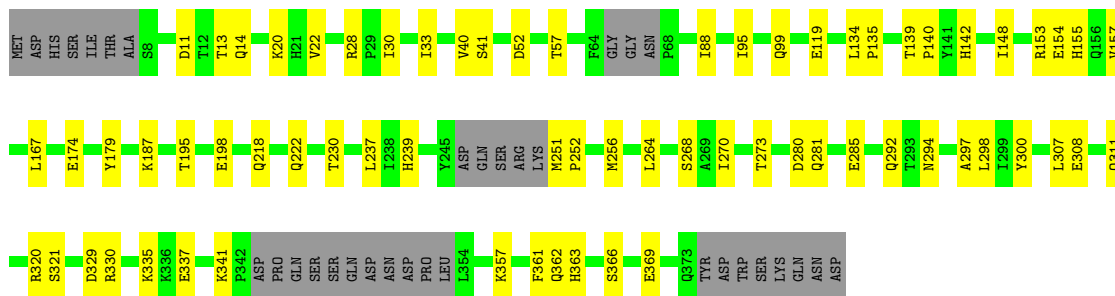 MET ASP HIS SER ILE THR ALA S8 D11 T12 T13 Q14 K20 H21 V22 R28 P29 I30 I33 V40 S41 D52 T57 F64 GLY GLY ASN P68 I88 I95 Q99 E119 L134 P135 T139 P140 Y141 H142 I148 R153 E154 H155 Q156
L167 E174 Y179 K187 T195 E198 Q218 Q222 T230 L237 I238 H239 Y245 ASP GLN SER ARG LYS M251 P252 M256 L264 S268 A269 I270 T273 D280 Q281 E285 Q292 T293 N294 A297 L298 I299 Y300 L307 E308
R320 S321 D329 R330 K335 K336 E337 K341 P342 ASP PRO GLN SER SER GLN ASP ASN ASP PRO LEU L354 K357 F361 Q362 H363 S366 E369 Q373 TYR ASP TRP SER LYS GLN ASN ASP